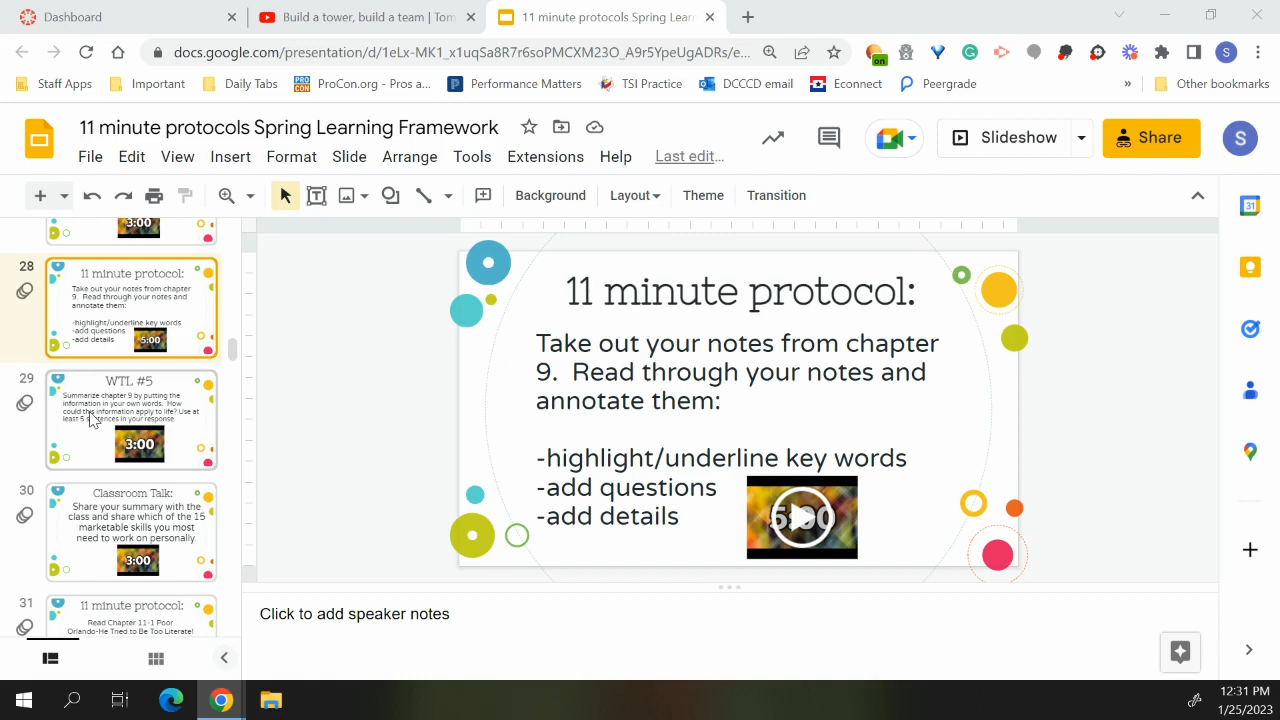 Dashboard
Build a tower, build a team | Tom
11 minute protocols Spring Lear
docs.google.com/presentation/d/1eLx-MK1_x1uqSa8R7r6soPMCXM23O_A9r5YpeUgADRs/e...
on
S
Staff Apps
Important
Daily Tabs
PRO CON
ProCon.org - Pros a...
Performance Matters
TSI Practice
DCCCD email
Econnect
Peergrade
»
Other bookmarks
11 minute protocols Spring Learning Framework
File Edit View Insert Format Slide Arrange Tools Extensions Help Last edit...
Slideshow
Share
S
Background
Layout
Theme
Transition
31
3:00
28
11 minute protocol:
Take out your notes from chapter
9. Read through your notes and
annotate them:
-highlight/underline key words
-add questions
-add details
5:00
29
WTL #5
Summarize chapter 9 by putting the
information in your own words. How
could this information apply to life? Use at
least 5 sentences in your response.
3:00
30
Classroom Talk:
Share your summary with the
class and share which of the 15
marketable skills you most
need to work on personally.
3:00
31
11 minute protocol:
Read Chapter 11-1 Poor
Orlando-He Tried to Be Too Literate!
11 minute protocol:
Take out your notes from chapter
9. Read through your notes and
annotate them:
-highlight/underline key words
-add questions
-add details
5:00
Click to add speaker notes
12:31 PM
1/25/2023